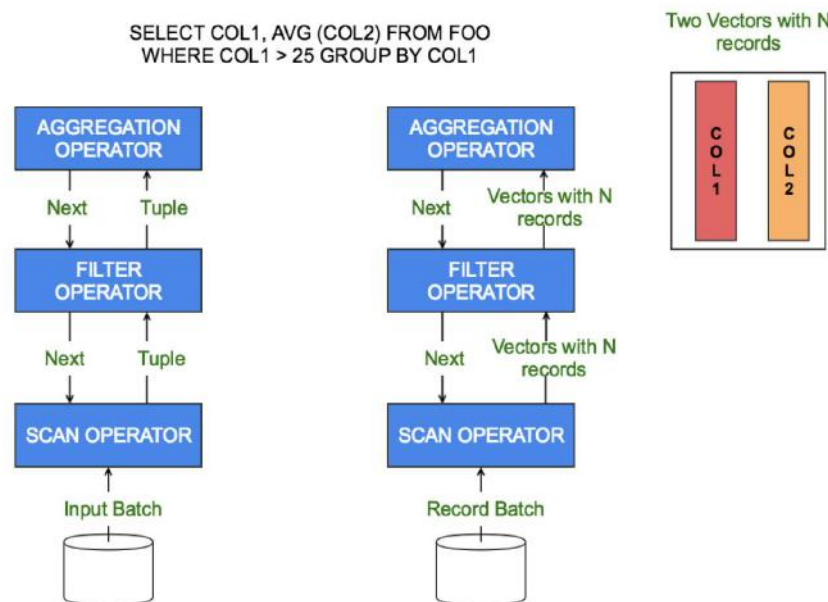 SELECT COL1, AVG (COL2) FROM FOO
WHERE COL1 > 25 GROUP BY COL1
AGGREGATION
OPERATOR
Next
Tuple
FILTER
OPERATOR
Next
Tuple
SCAN OPERATOR
Input Batch
AGGREGATION
OPERATOR
Next
Vectors with N
records
FILTER
OPERATOR
Next
Vectors with N
records
SCAN OPERATOR
Record Batch
Two Vectors with N
records
C
O
L
1
C
O
L
2